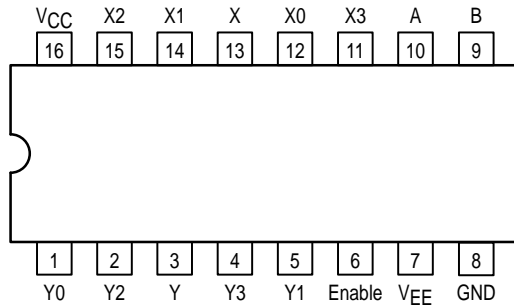 VCC X2 X1 X X0 X3 A B
16 15 14 13 12 11 10 9
1 2 3 4 5 6 7 8
Y0 Y2 Y Y3 Y1 Enable VEE GND